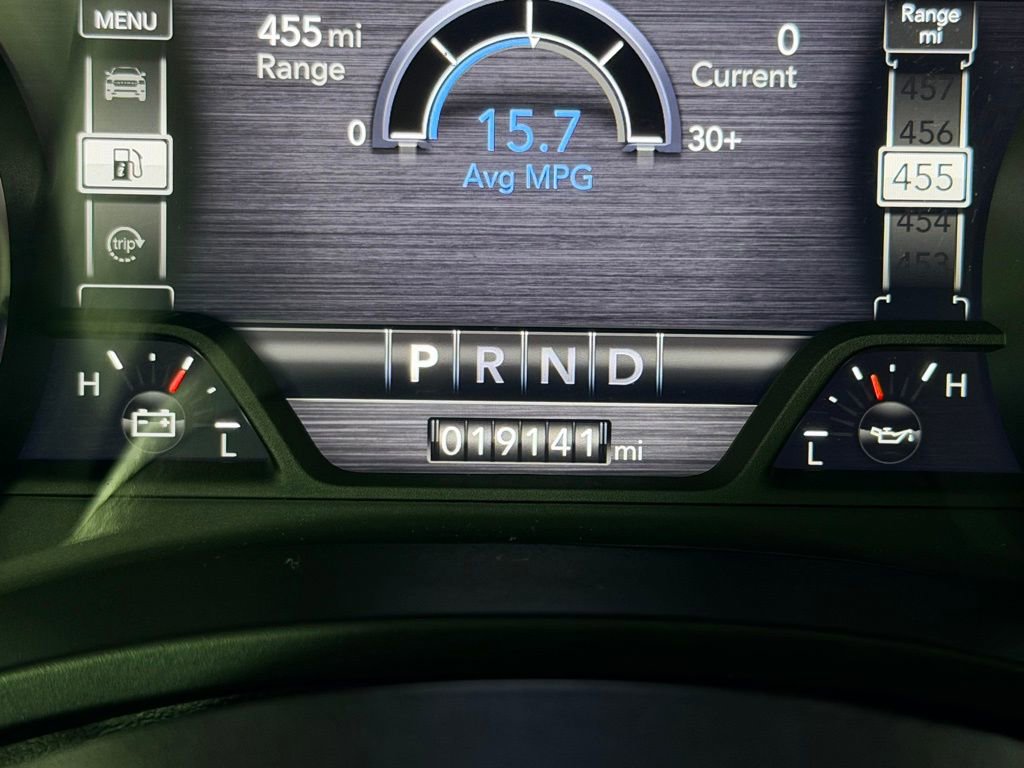 MENU
455 mi
Range
0
Current
Range
mi
457
456
455
454
453
0
30+
15.7
Avg MPG
i
trip
P R N D
H
L
019141 mi
H
L